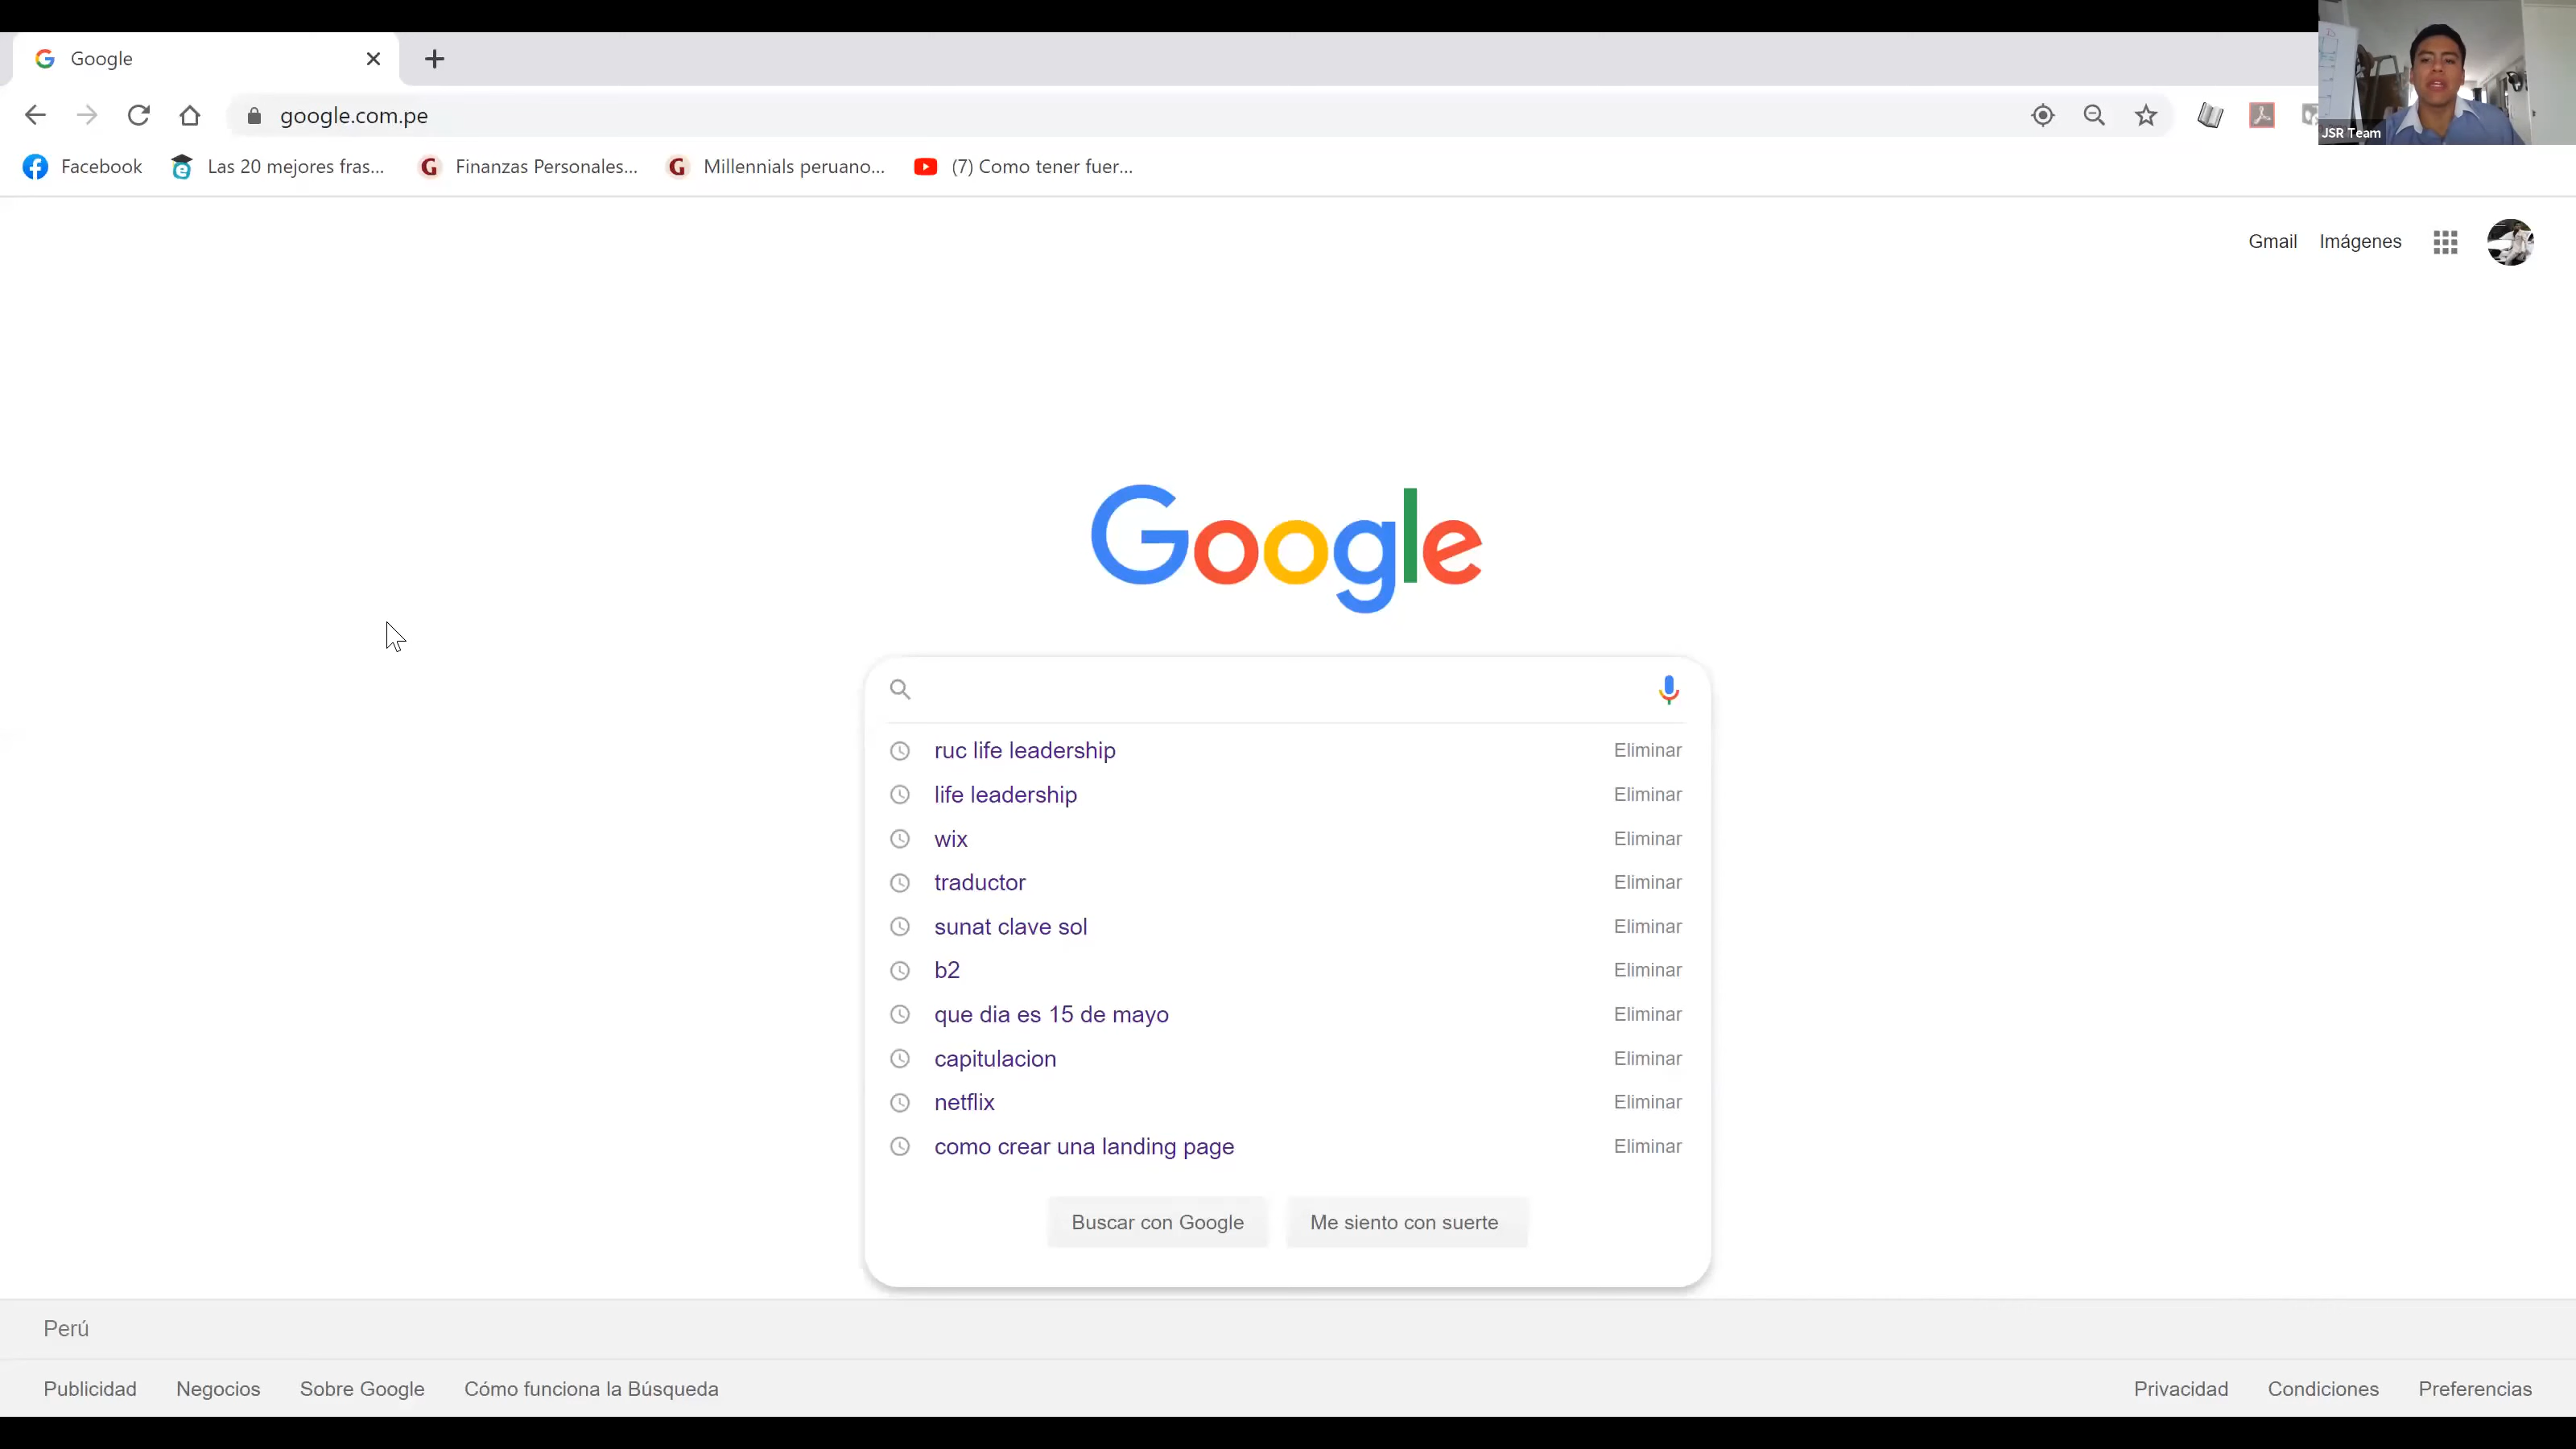 Google
google.com.pe
JSR Team
Facebook Las 20 mejores fras... Finanzas Personales... Millennials peruano... (7) Como tener fuer...
Gmail Imágenes
Google
ruc life leadership Eliminar
life leadership Eliminar
wix Eliminar
traductor Eliminar
sunat clave sol Eliminar
b2 Eliminar
que dia es 15 de mayo Eliminar
capitulacion Eliminar
netflix Eliminar
como crear una landing page Eliminar
Buscar con Google Me siento con suerte
Perú
Publicidad Negocios Sobre Google Cómo funciona la Búsqueda Privacidad Condiciones Preferencias